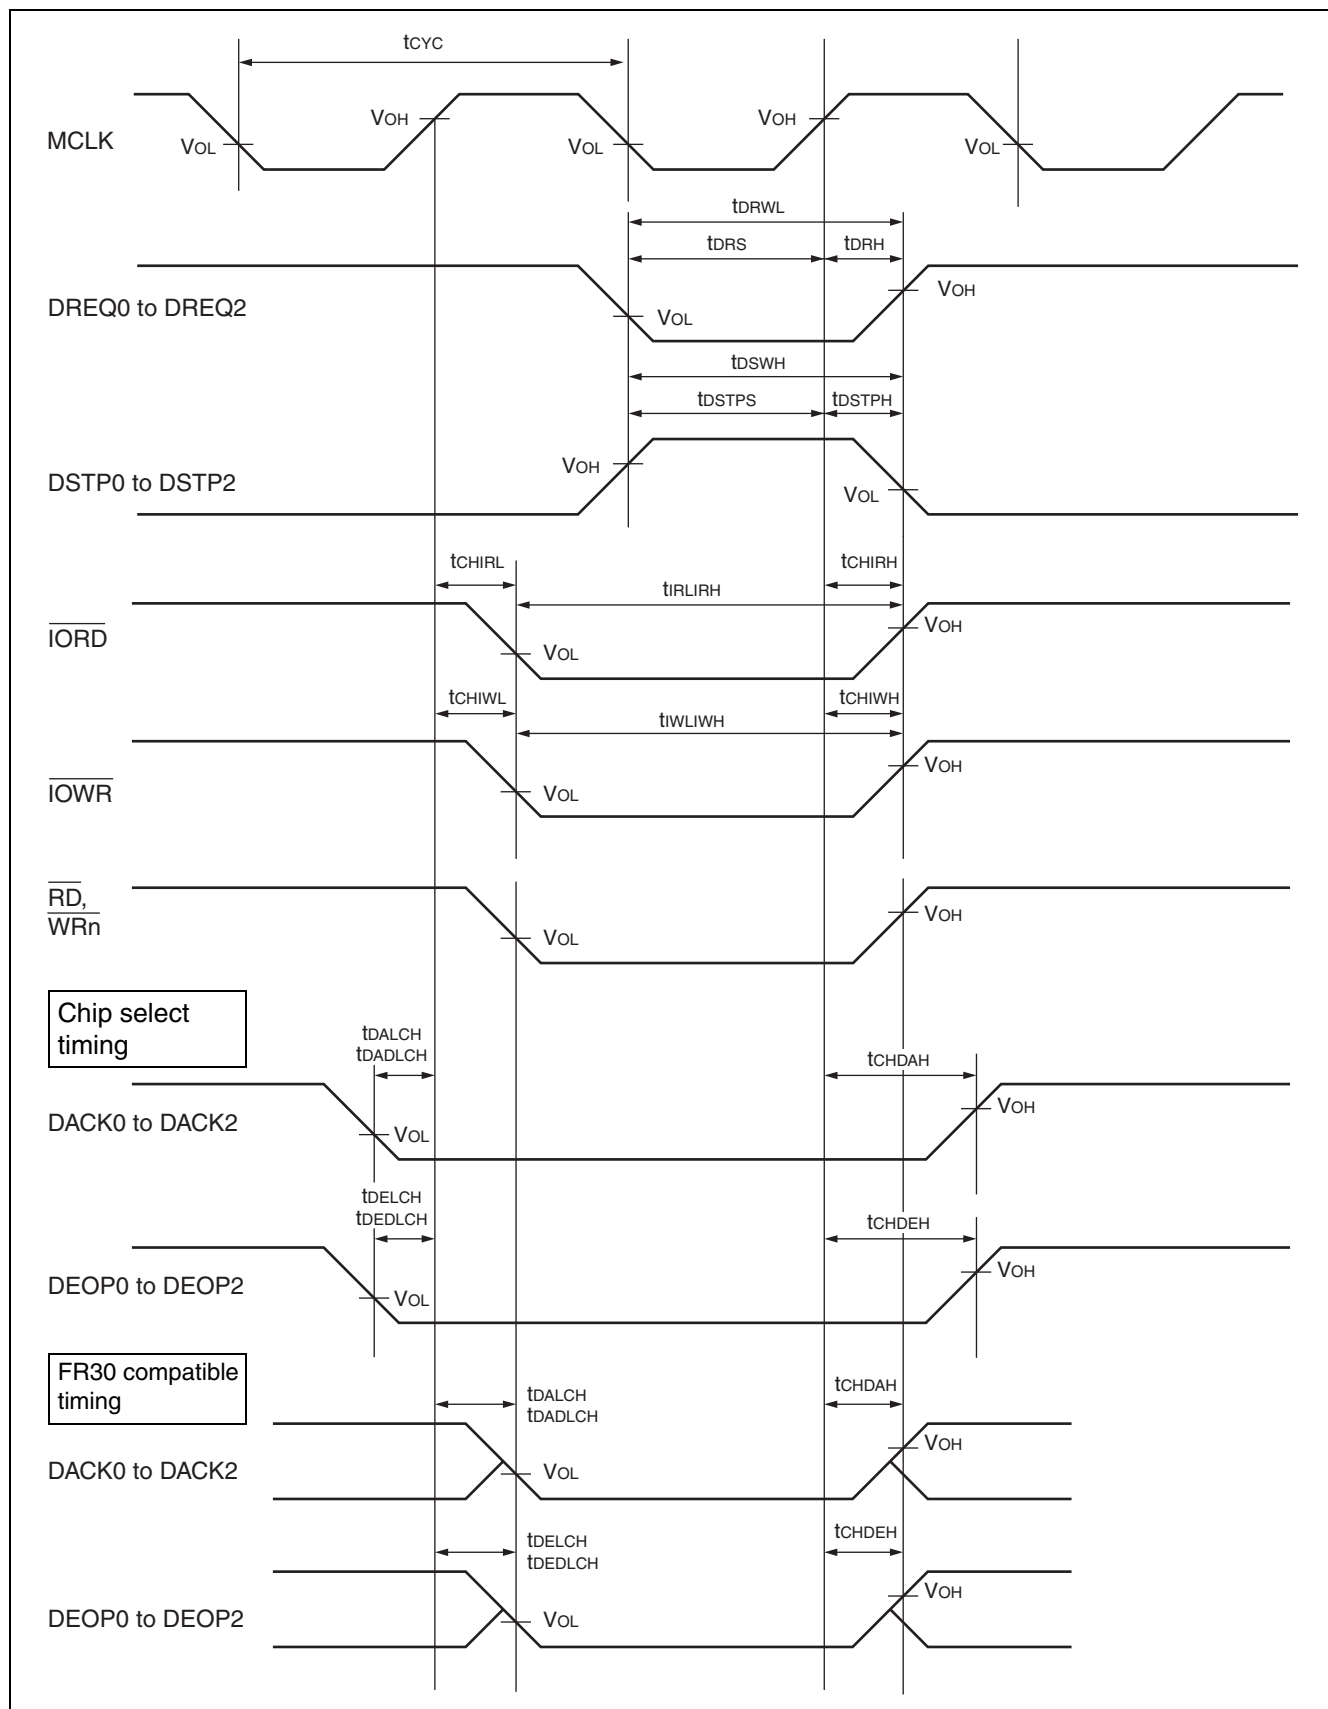 tCYC
MCLK
VOL
VOH
VOL
VOH
VOL
tDRWL
tDRS
tDRH
DREQ0 to DREQ2
VOL
VOH
tDSWH
tDSTPS
tDSTPH
DSTP0 to DSTP2
VOH
VOL
tCHIRL
tIRLIRH
tCHIRH
IORD
VOL
VOH
tCHIWL
tIWLIWH
tCHIWH
IOWR
VOL
VOH
RD,
WRn
VOL
VOH
Chip select
timing
tDALCH
tDADLCH
tCHDAH
DACK0 to DACK2
VOL
VOH
tDELCH
tDEDLCH
tCHDEH
DEOP0 to DEOP2
VOL
VOH
FR30 compatible
timing
tDALCH
tDADLCH
tCHDAH
DACK0 to DACK2
VOL
VOH
tDELCH
tDEDLCH
tCHDEH
DEOP0 to DEOP2
VOL
VOH